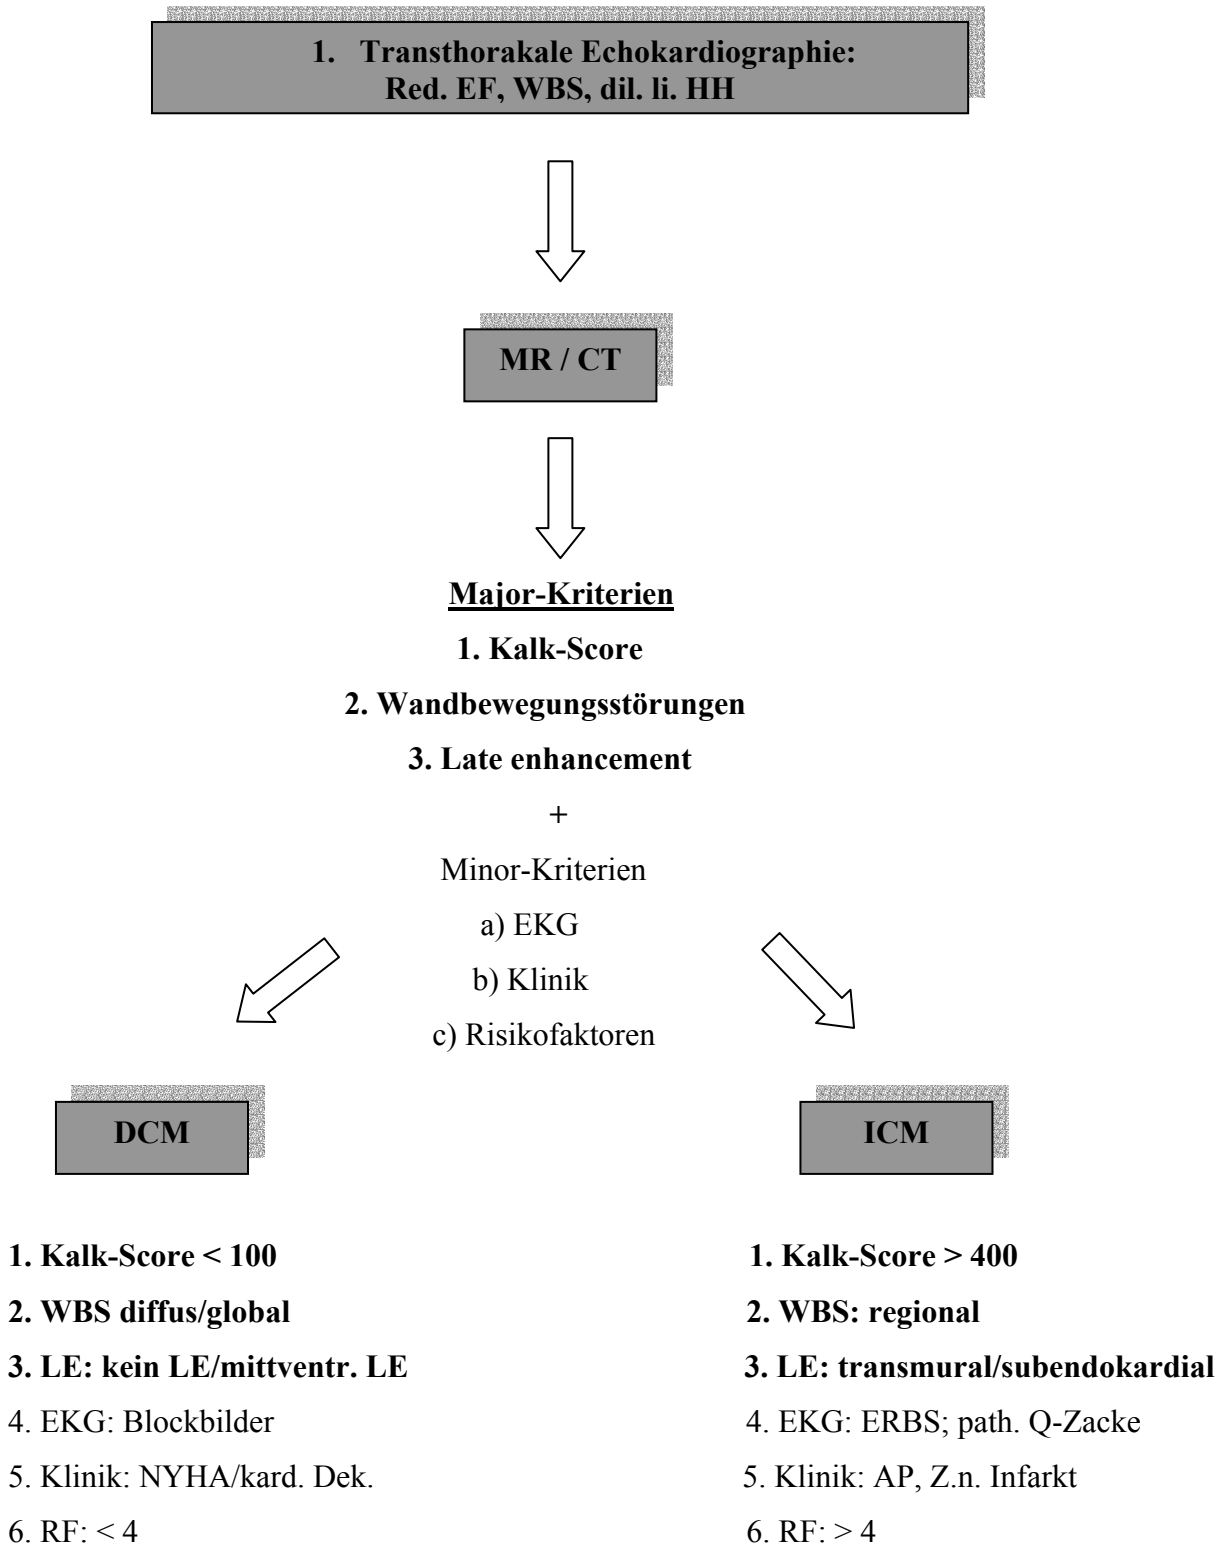 1. Transthorakale Echokardiographie:
Red. EF, WBS, dil. li. HH
MR / CT
Major-Kriterien
1. Kalk-Score
2. Wandbewegungsstörungen
3. Late enhancement
+
Minor-Kriterien
a) EKG
b) Klinik
c) Risikofaktoren
DCM
1. Kalk-Score < 100
2. WBS diffus/global
3. LE: kein LE/mittventr. LE
4. EKG: Blockbilder
5. Klinik: NYHA/kard. Dek.
6. RF: < 4
ICM
1. Kalk-Score > 400
2. WBS: regional
3. LE: transmural/subendokardial
4. EKG: ERBS; path. Q-Zacke
5. Klinik: AP, Z.n. Infarkt
6. RF: > 4